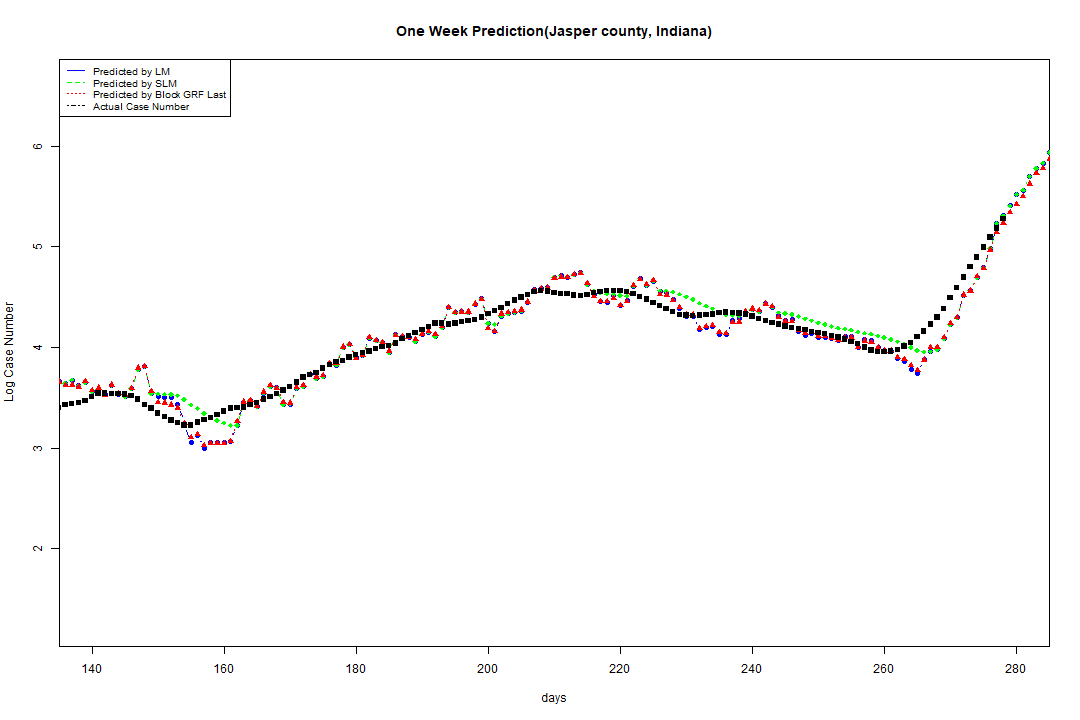 One Week Prediction(Jasper county, Indiana)
Predicted by LM
Predicted by SLM
Predicted by Block GRF Last
Actual Case Number
Log Case Number
6
5
4
3
2
140 160 180 200 220 240 260 280
days